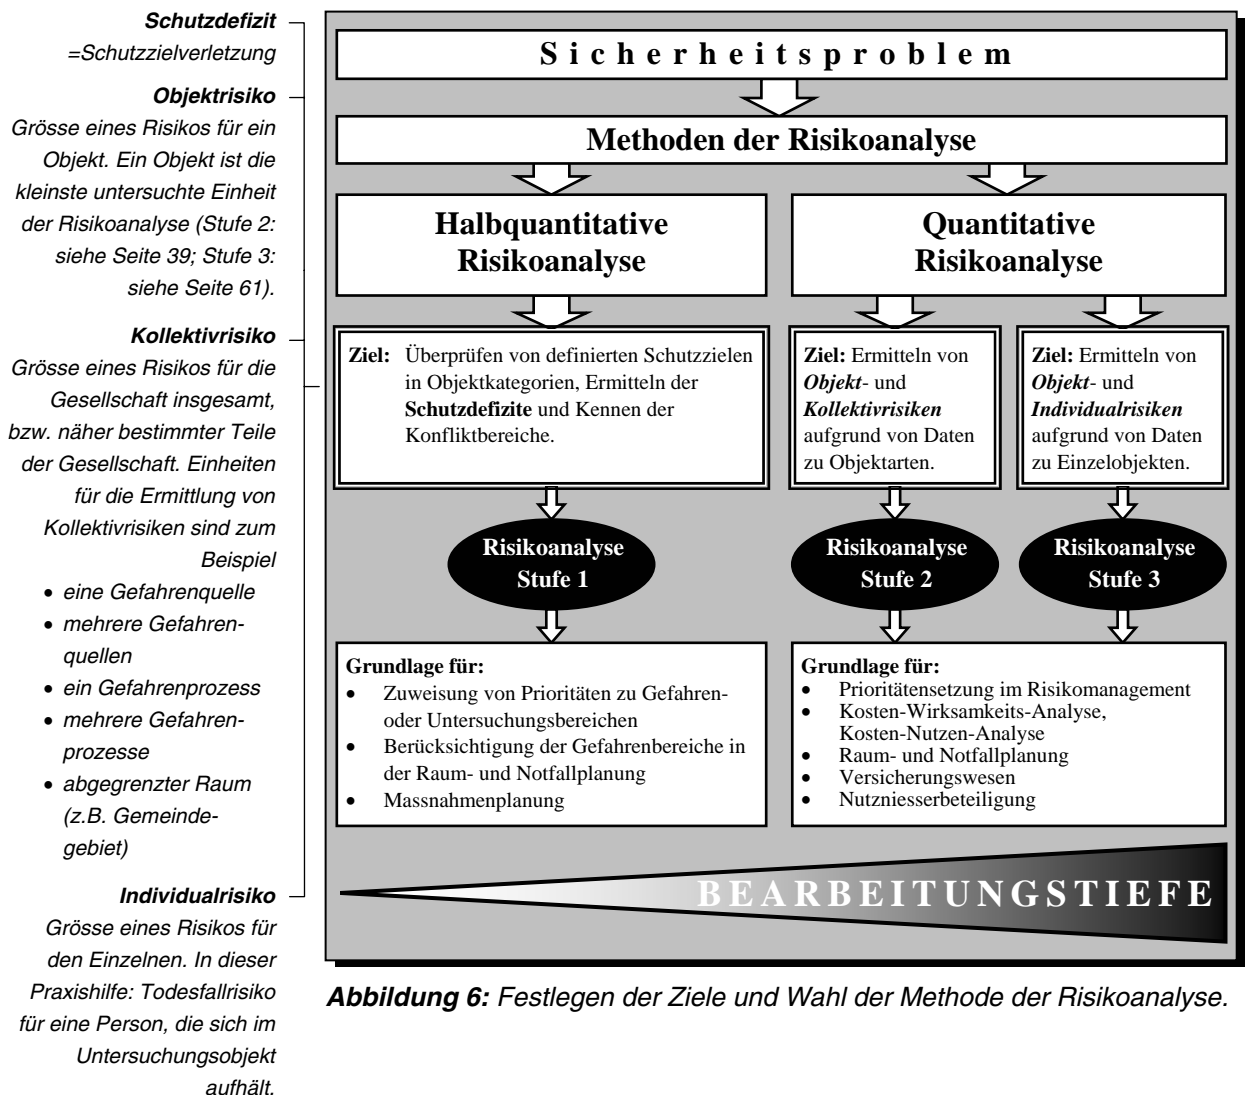 Schutzdefizit
=Schutzzielverletzung
Objektrisiko
Grösse eines Risikos für ein
Objekt. Ein Objekt ist die
kleinste untersuchte Einheit
der Risikoanalyse (Stufe 2:
siehe Seite 39; Stufe 3:
siehe Seite 61).
Kollektivrisiko
Grösse eines Risikos für die
Gesellschaft insgesamt,
bzw. näher bestimmter Teile
der Gesellschaft. Einheiten
für die Ermittlung von
Kollektivrisiken sind zum
Beispiel
• eine Gefahrenquelle
• mehrere Gefahren-
quellen
• ein Gefahrenprozess
• mehrere Gefahren-
prozesse
• abgegrenzter Raum
(z.B. Gemeinde-
gebiet)
Individualrisiko
Grösse eines Risikos für
den Einzelnen. In dieser
Praxishilfe: Todesfallrisiko
für eine Person, die sich im
Untersuchungsobjekt
aufhält.
Sicherheitsproblem
Methoden der Risikoanalyse
Halbquantitative
Risikoanalyse
Quantitative
Risikoanalyse
Ziel: Überprüfen von definierten Schutzzielen
in Objektkategorien, Ermitteln der
Schutzdefizite und Kennen der
Konfliktbereiche.
Ziel: Ermitteln von
Objekt- und
Kollektivrisiken
aufgrund von Daten
zu Objektarten.
Ziel: Ermitteln von
Objekt- und
Individualrisiken
aufgrund von Daten
zu Einzelobjekten.
Risikoanalyse
Stufe 1
Risikoanalyse
Stufe 2
Risikoanalyse
Stufe 3
Grundlage für:
• Zuweisung von Prioritäten zu Gefahren-
oder Untersuchungsbereichen
• Berücksichtigung der Gefahrenbereiche in
der Raum- und Notfallplanung
• Massnahmenplanung
Grundlage für:
• Prioritätensetzung im Risikomanagement
• Kosten-Wirksamkeits-Analyse,
Kosten-Nutzen-Analyse
• Raum- und Notfallplanung
• Versicherungswesen
• Nutzniesserbeteiligung
BEARBEITUNGSTIEFE
Abbildung 6: Festlegen der Ziele und Wahl der Methode der Risikoanalyse.